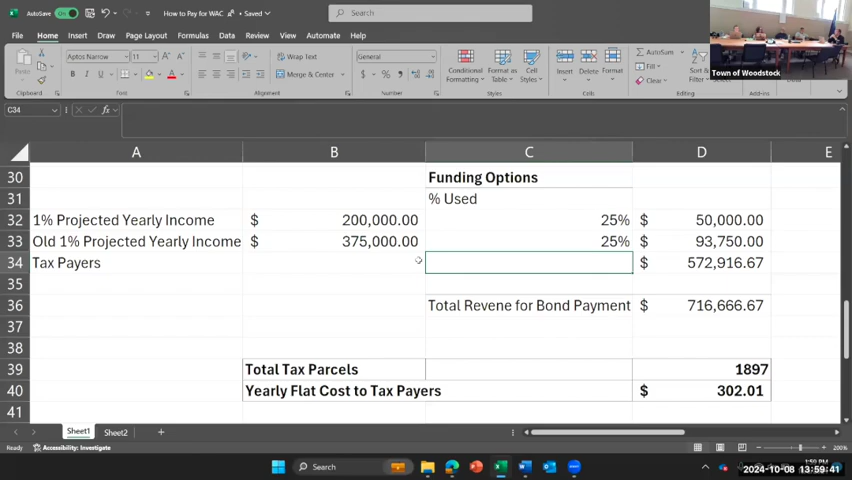 AutoSave On How to Pay for WAC • Saved Search
File Home Insert Draw Page Layout Formulas Data Review View Automate Help
Paste Aptos Narrow 11 A A Wrap Text General Conditional Formatting Format as Table Cell Styles Insert Delete Format AutoSum
B I U Merge & Center $ % Fill
Clear
Clipboard Font Alignment Number Styles Cells
Town of Woodstock
C34 fx
A B C D E
30 Funding Options
31 % Used
32 1% Projected Yearly Income $ 200,000.00 25% $ 50,000.00
33 Old 1% Projected Yearly Income $ 375,000.00 25% $ 93,750.00
34 Tax Payers $ 572,916.67
35
36 Total Revene for Bond Payment $ 716,666.67
37
38
39 Total Tax Parcels 1897
40 Yearly Flat Cost to Tax Payers $ 302.01
41
Sheet1 Sheet2 +
Ready Accessibility: Investigate 200%
Search
2024-10-08 13:59:41